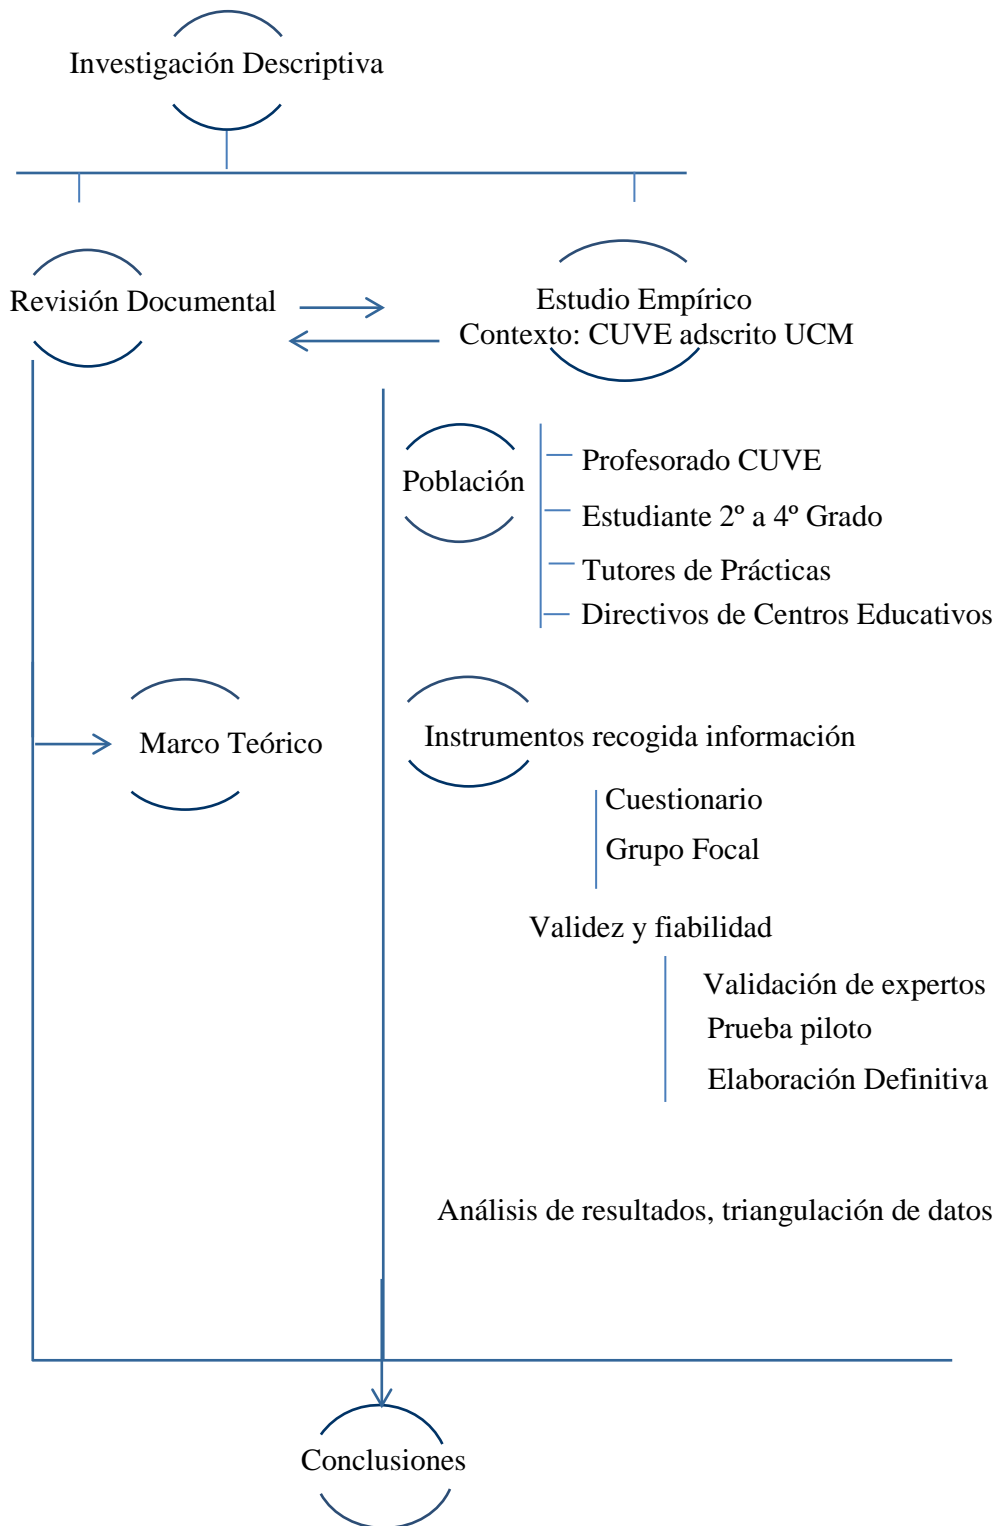 Investigación Descriptiva
Revisión Documental
Estudio Empírico
Contexto: CUVE adscrito UCM
Población
Profesorado CUVE
Estudiante 2º a 4º Grado
Tutores de Prácticas
Directivos de Centros Educativos
Marco Teórico
Instrumentos recogida información
Cuestionario
Grupo Focal
Validez y fiabilidad
Validación de expertos
Prueba piloto
Elaboración Definitiva
Análisis de resultados, triangulación de datos
Conclusiones